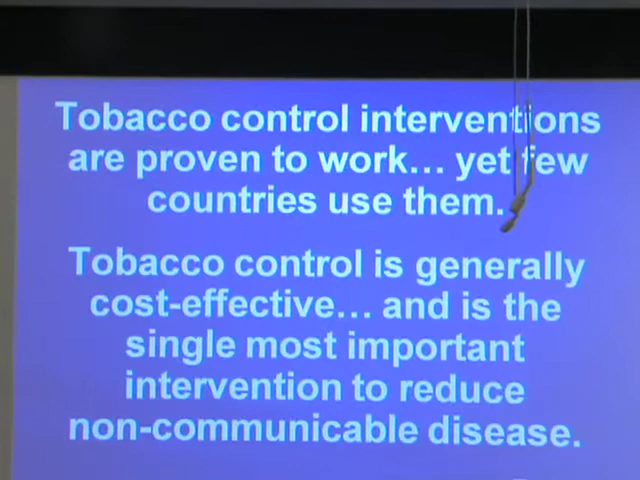 Tobacco control interventions
are proven to work... yet few
countries use them.
Tobacco control is generally
cost-effective... and is the
single most important
intervention to reduce
non-communicable disease.